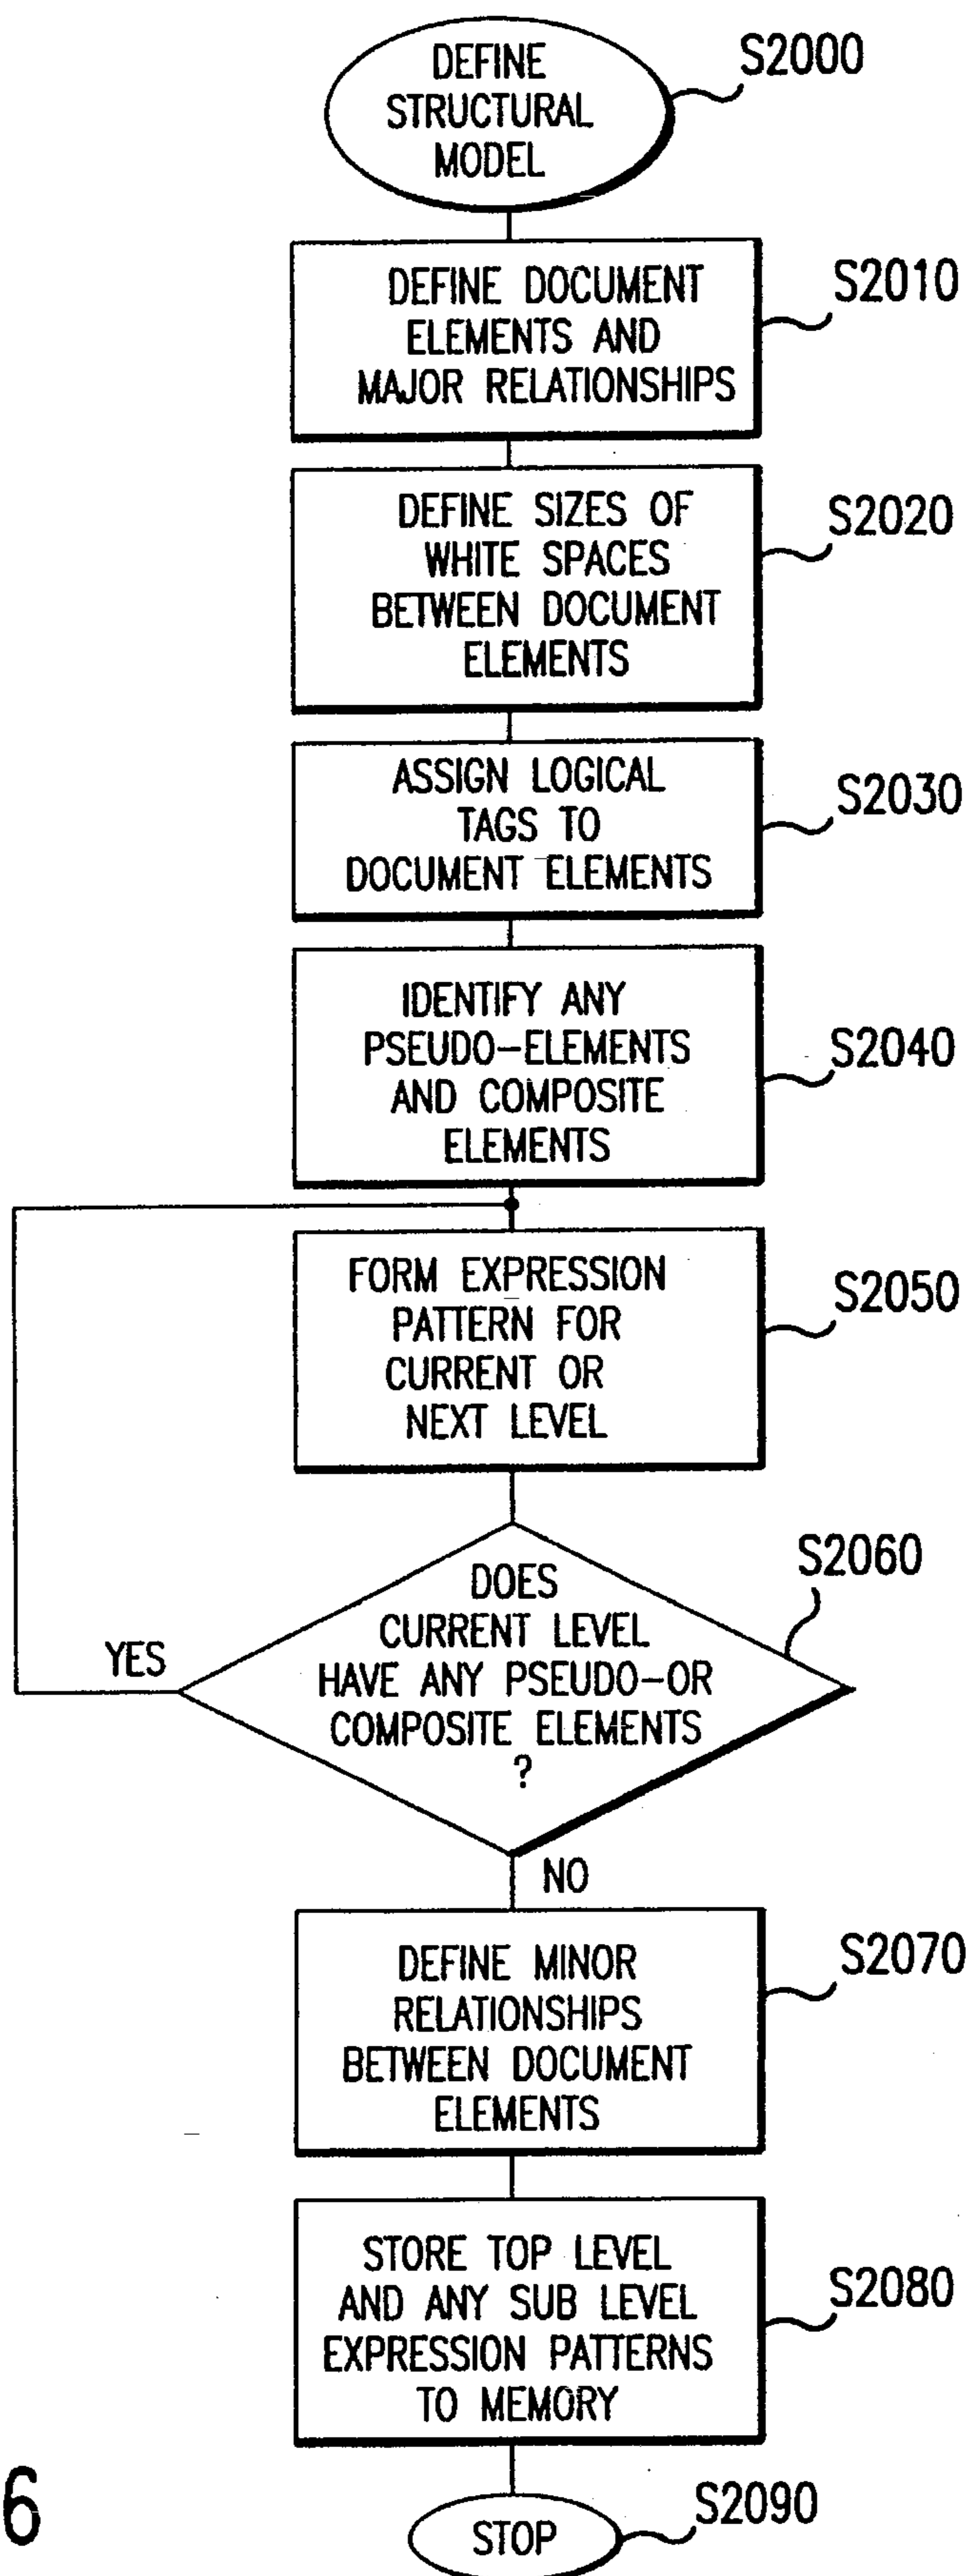 DEFINE
STRUCTURAL
MODEL
S2000
DEFINE DOCUMENT
ELEMENTS AND
MAJOR RELATIONSHIPS
S2010
DEFINE SIZES OF
WHITE SPACES
BETWEEN DOCUMENT
ELEMENTS
S2020
ASSIGN LOGICAL
TAGS TO
DOCUMENT ELEMENTS
S2030
IDENTIFY ANY
PSEUDO-ELEMENTS
AND COMPOSITE
ELEMENTS
S2040
FORM EXPRESSION
PATTERN FOR
CURRENT OR
NEXT LEVEL
S2050
DOES
CURRENT LEVEL
HAVE ANY PSEUDO-OR
COMPOSITE ELEMENTS
?
S2060
YES
NO
DEFINE MINOR
RELATIONSHIPS
BETWEEN DOCUMENT
ELEMENTS
S2070
STORE TOP LEVEL
AND ANY SUB LEVEL
EXPRESSION PATTERNS
TO MEMORY
S2080
STOP
S2090
6